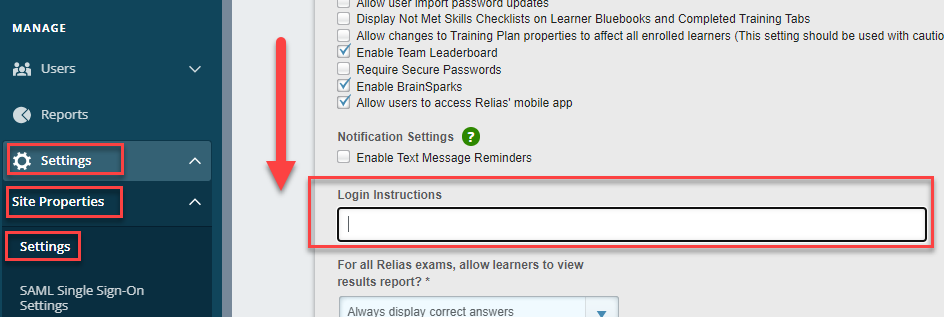 MANAGE
Users
Reports
Settings
Site Properties
Settings
SAML Single Sign-On
Settings
Allow user import password updates
Display Not Met Skills Checklists on Learner Bluebooks and Completed Training Tabs
Allow changes to Training Plan properties to affect all enrolled learners (This setting should be used with cautio
Enable Team Leaderboard
Require Secure Passwords
Enable BrainSparks
Allow users to access Relias' mobile app
Notification Settings ?
Enable Text Message Reminders
Login Instructions
For all Relias exams, allow learners to view
results report? *
Always display correct answers